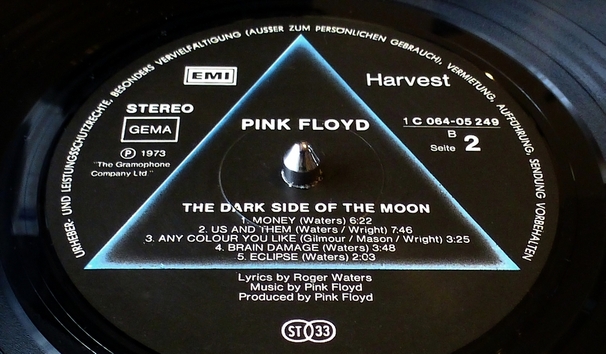 URHEBER- UND LEISTUNGSSCHUTZRECHTE, BESONDERS VERVIELFÄLTIGUNG (AUSSER ZUM PERSÖNLICHEN GEBRAUCH), VERMIETUNG, AUFFÜHRUNG, SENDUNG VORBEHALTEN
EMI
Harvest
STEREO
GEMA
℗ 1973
"The Gramophone
Company Ltd"
PINK FLOYD
1 C 064-05 249
B
Seite 2
THE DARK SIDE OF THE MOON
1. MONEY (Waters) 6:22
2. US AND THEM (Waters / Wright) 7:46
3. ANY COLOUR YOU LIKE (Gilmour / Mason / Wright) 3:25
4. BRAIN DAMAGE (Waters) 3:48
5. ECLIPSE (Waters) 2:03
Lyrics by Roger Waters
Music by Pink Floyd
Produced by Pink Floyd
ST 33